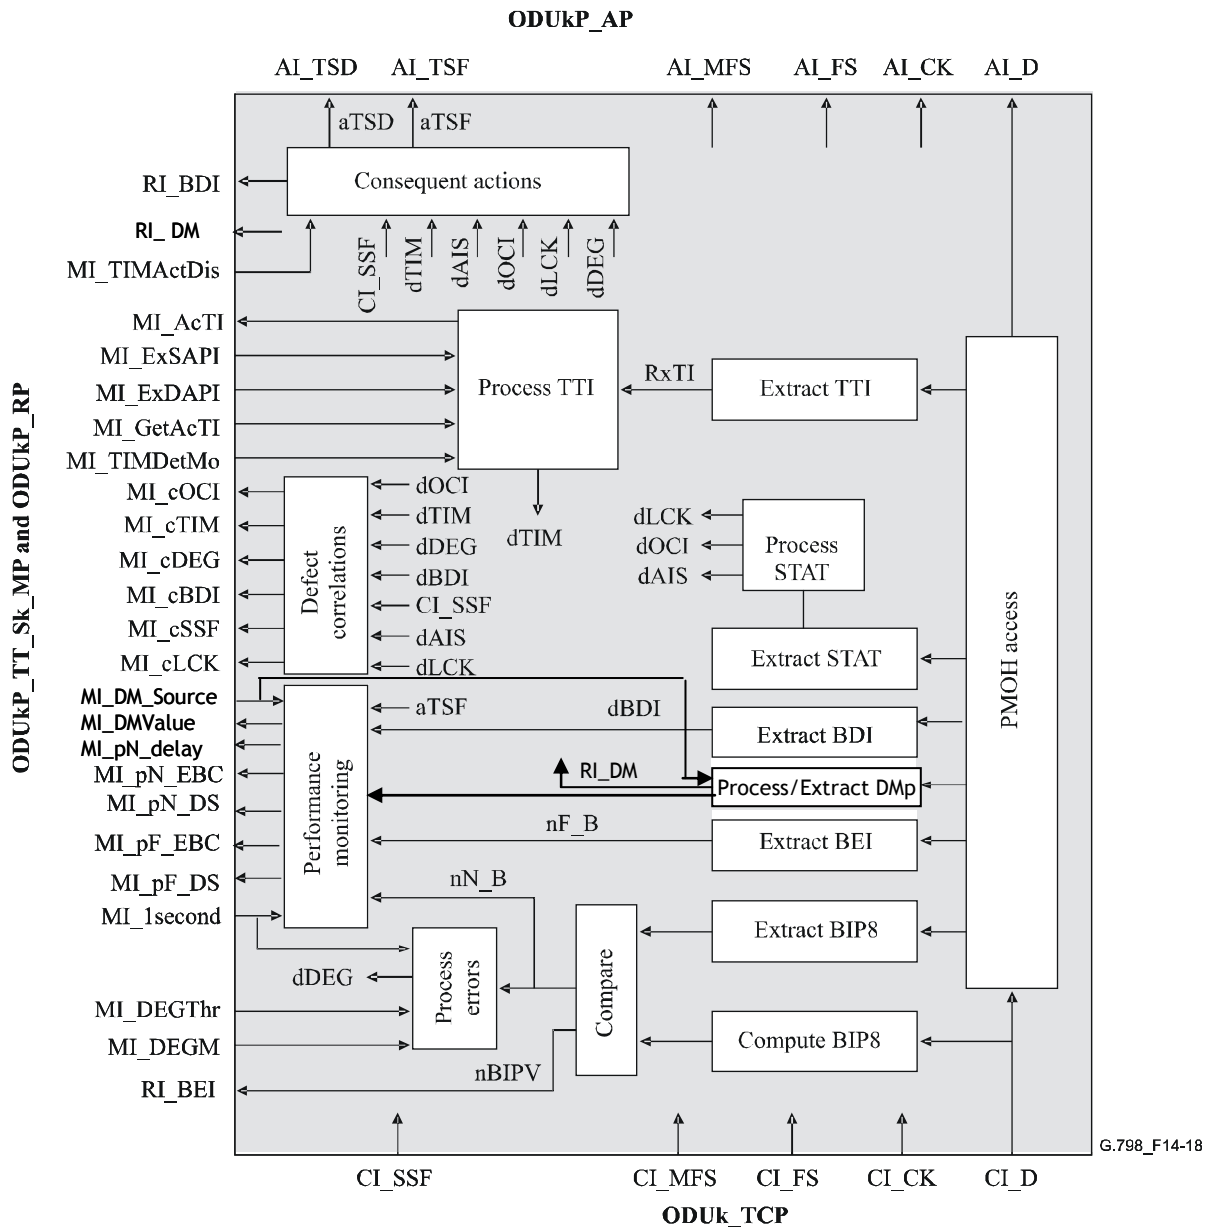 ODUkP_AP
AI_TSD AI_TSF AI_MFS AI_FS AI_CK AI_D
aTSD aTSF
Consequent actions
RI_BDI
RI_ DM
MI_TIMActDis
CI_SSF
dTIM
dAIS
dOCI
dLCK
dDEG
MI_AcTI
MI_ExSAPI
MI_ExDAPI
MI_GetAcTI
MI_TIMDetMo
Process TTI
RxTI
Extract TTI
dTIM
ODUkP_TT_Sk_MP and ODUkP_RP
MI_cOCI
MI_cTIM
MI_cDEG
MI_cBDI
MI_cSSF
MI_cLCK
Defect
correlations
dOCI
dTIM
dDEG
dBDI
CI_SSF
dAIS
dLCK
dLCK
dOCI
dAIS
Process
STAT
Extract STAT
PMOH access
MI_DM_Source
MI_DMValue
MI_pN_delay
MI_pN_EBC
MI_pN_DS
MI_pF_EBC
MI_pF_DS
MI_1second
Performance
monitoring
aTSF
dBDI
Extract BDI
RI_DM
Process/Extract DMp
nF_B
Extract BEI
nN_B
Extract BIP8
Compare
Process
errors
dDEG
MI_DEGThr
MI_DEGM
Compute BIP8
nBIPV
RI_BEI
G.798_F14-18
CI_SSF CI_MFS CI_FS CI_CK CI_D
ODUk_TCP